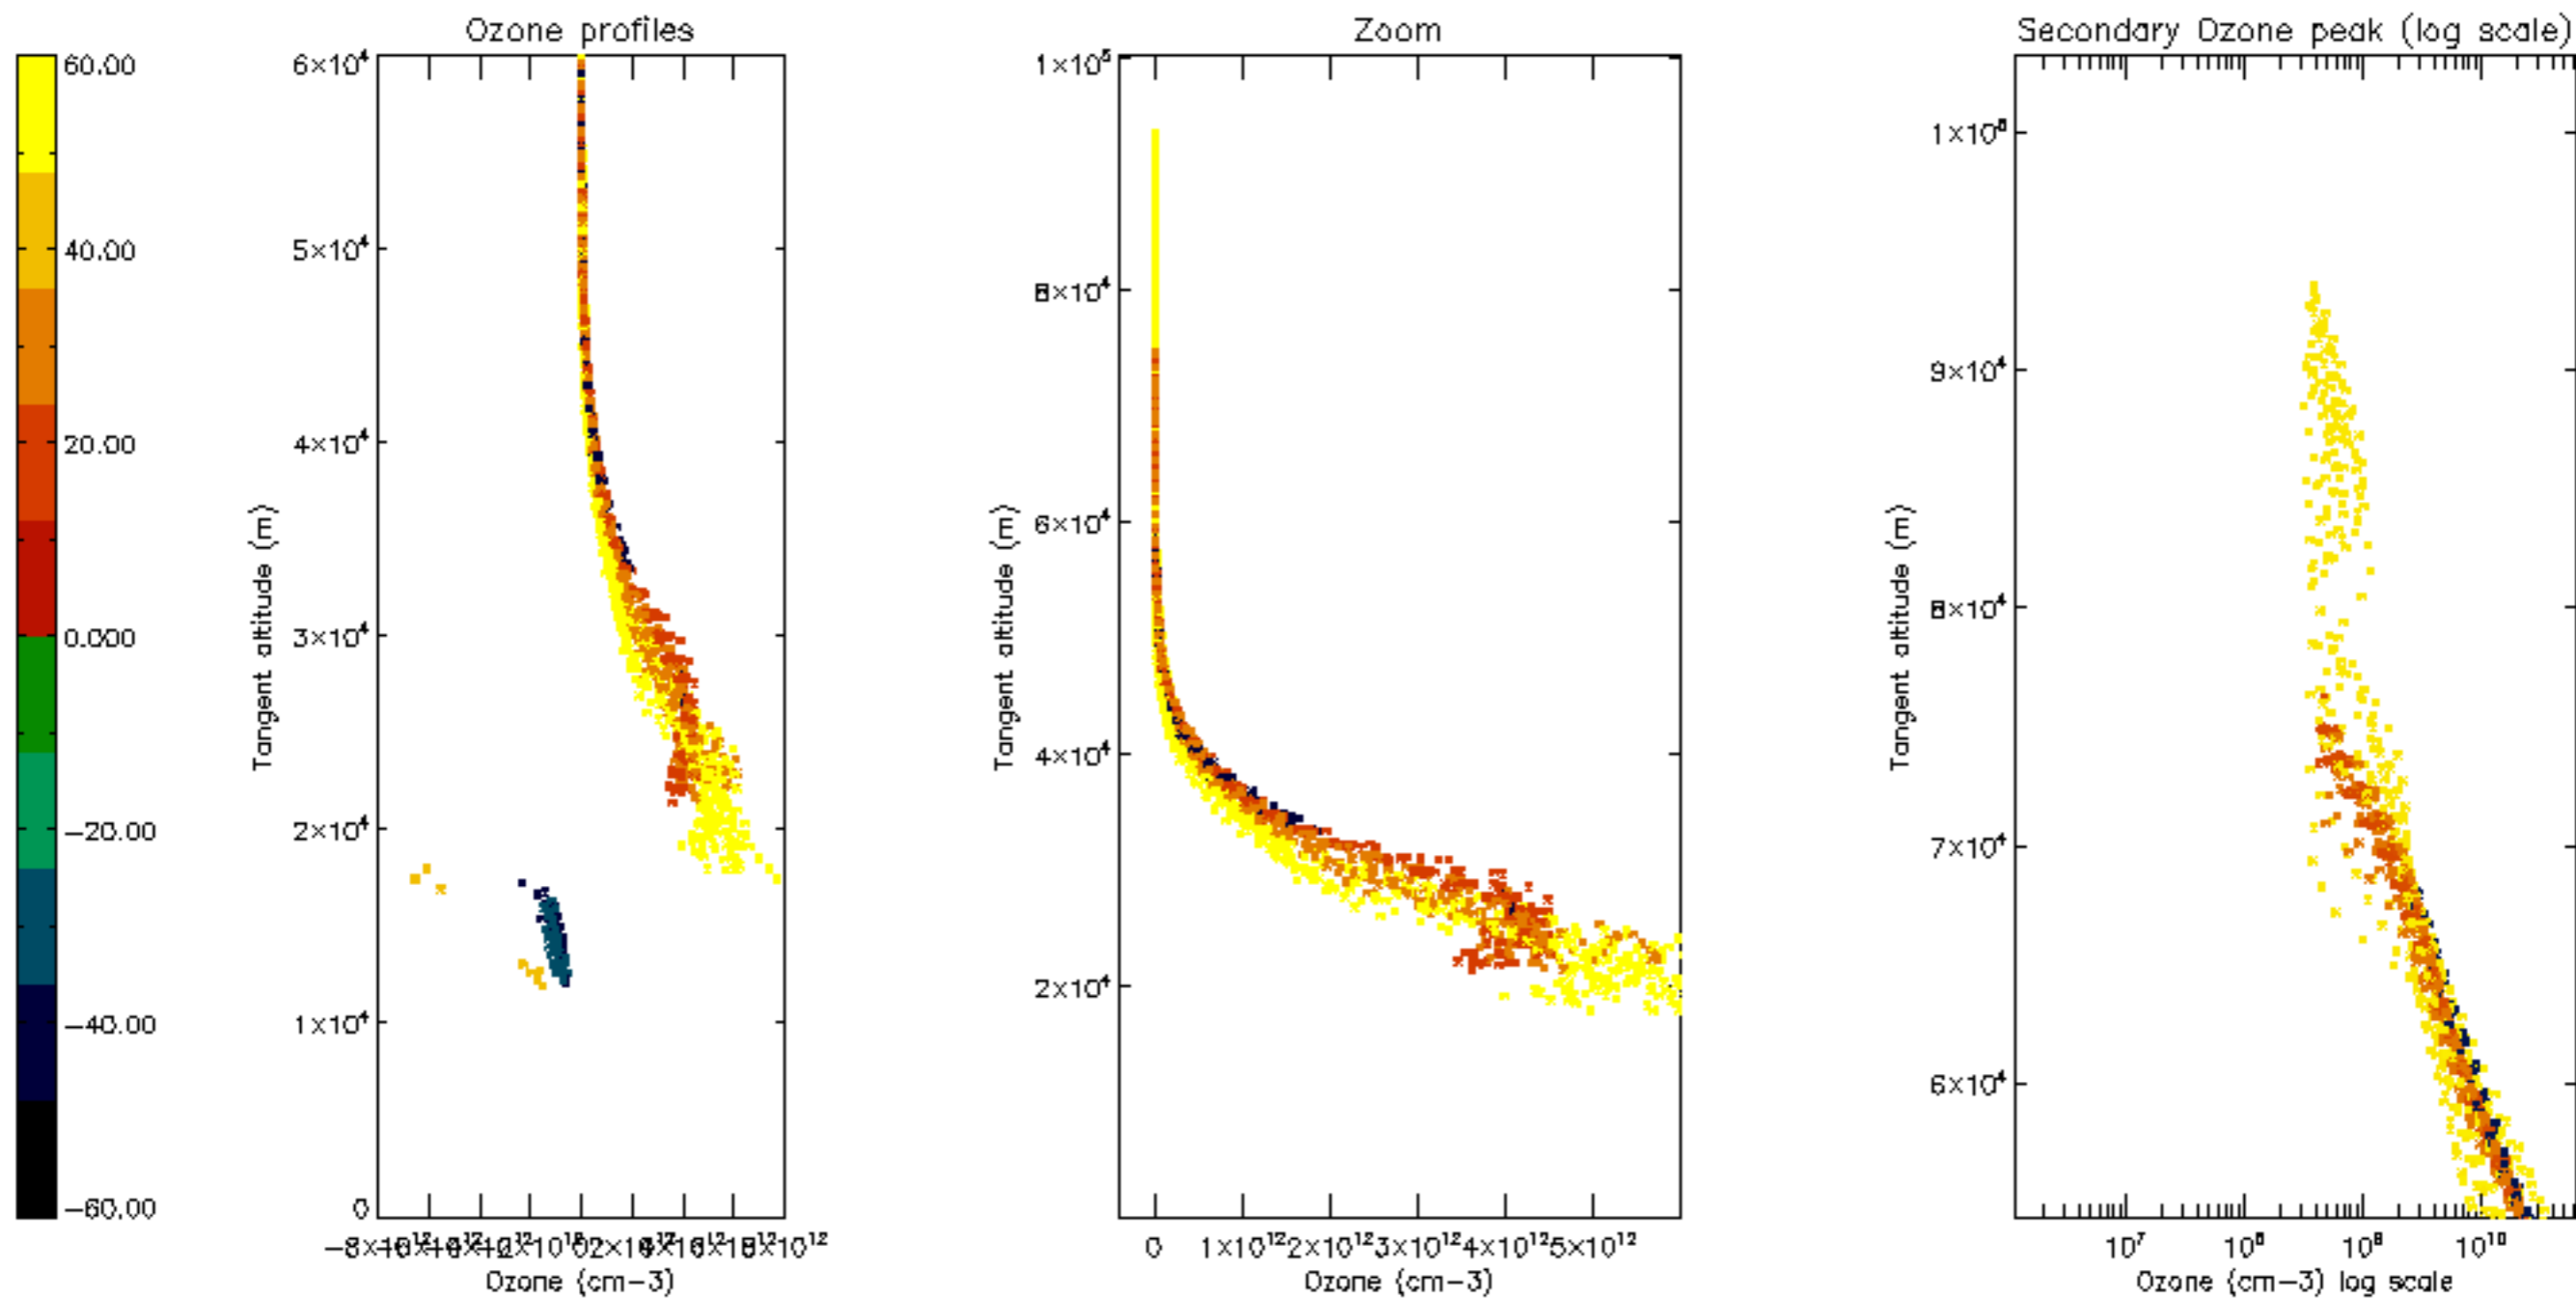 Ozone profiles
Zoom
Secondary Ozone peak (log scale)
60.00
40.00
20.00
0.000
−20.00
−40.00
−60.00
6×10⁴
5×10⁴
4×10⁴
3×10⁴
2×10⁴
1×10⁴
0
Tangent altitude (m)
Ozone (cm−3)
1×10⁵
8×10⁴
6×10⁴
4×10⁴
2×10⁴
Tangent altitude (m)
0 1×10¹² 2×10¹² 3×10¹² 4×10¹² 5×10¹²
Ozone (cm−3)
9×10⁴
8×10⁴
7×10⁴
6×10⁴
Tangent altitude (m)
10⁷ 10⁸ 10⁹ 10¹⁰
Ozone (cm−3) log scale